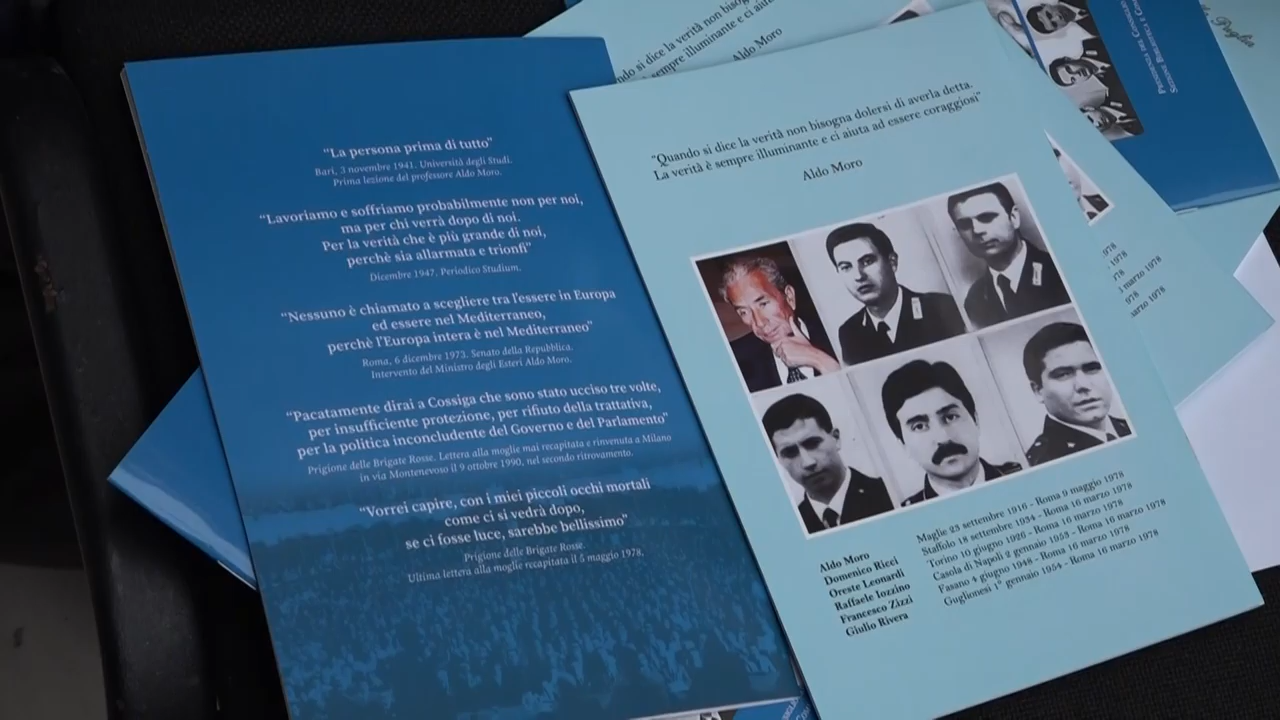 “La persona prima di tutto”
Bari, 3 novembre 1941. Università degli Studi.
Prima lezione del professore Aldo Moro.
“Lavoriamo e soffriamo probabilmente non per noi,
ma per chi verrà dopo di noi.
Per la verità che è più grande di noi,
perchè sia allarmata e trionfi”
Dicembre 1947. Periodico Studium.
“Nessuno è chiamato a scegliere tra l'essere in Europa
ed essere nel Mediterraneo,
perchè l'Europa intera è nel Mediterraneo”
Roma, 6 dicembre 1973. Senato della Repubblica.
Intervento del Ministro degli Esteri Aldo Moro.
“Pacatamente dirai a Cossiga che sono stato ucciso tre volte,
per insufficiente protezione, per rifiuto della trattativa,
per la politica inconcludente del Governo e del Parlamento”
Prigione delle Brigate Rosse. Lettera alla moglie mai recapitata e rinvenuta a Milano
in via Montenevoso il 9 ottobre 1990, nel secondo ritrovamento.
“Vorrei capire, con i miei piccoli occhi mortali
come ci si vedrà dopo,
se ci fosse luce, sarebbe bellissimo”
Prigione delle Brigate Rosse.
Ultima lettera alla moglie recapitata il 5 maggio 1978,
“Quando si dice la verità non bisogna dolersi di averla detta.
La verità è sempre illuminante e ci aiuta ad essere coraggiosi”
Aldo Moro
Aldo Moro Maglie 23 settembre 1916 - Roma 9 maggio 1978
Domenico Ricci Staffolo 18 settembre 1934 - Roma 16 marzo 1978
Oreste Leonardi Torino 10 giugno 1926 - Roma 16 marzo 1978
Raffaele Iozzino Casola di Napoli 2 gennaio 1953 - Roma 16 marzo 1978
Francesco Zizzi Fasano 4 giugno 1948 - Roma 16 marzo 1978
Giulio Rivera Guglionesi 1° gennaio 1954 - Roma 16 marzo 1978
si dice la verità non
sempre illuminante e ci
Aldo Moro
marzo 1978
1978
Puglia